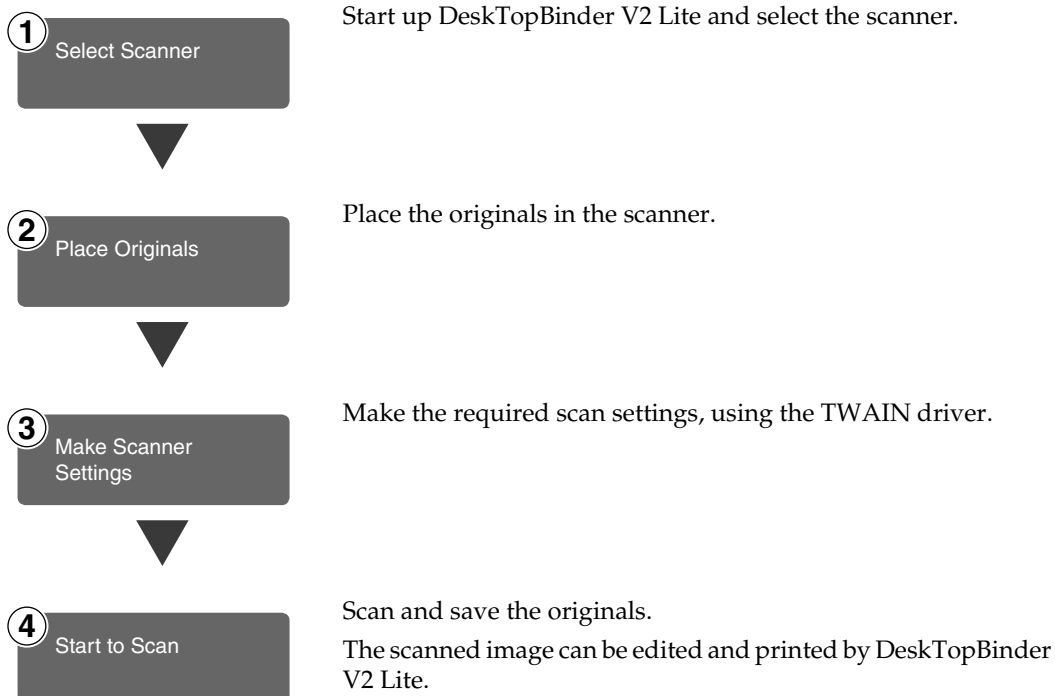 1
Select Scanner
Start up DeskTopBinder V2 Lite and select the scanner.
2
Place Originals
Place the originals in the scanner.
3
Make Scanner
Settings
Make the required scan settings, using the TWAIN driver.
4
Start to Scan
Scan and save the originals.
The scanned image can be edited and printed by DeskTopBinder
V2 Lite.